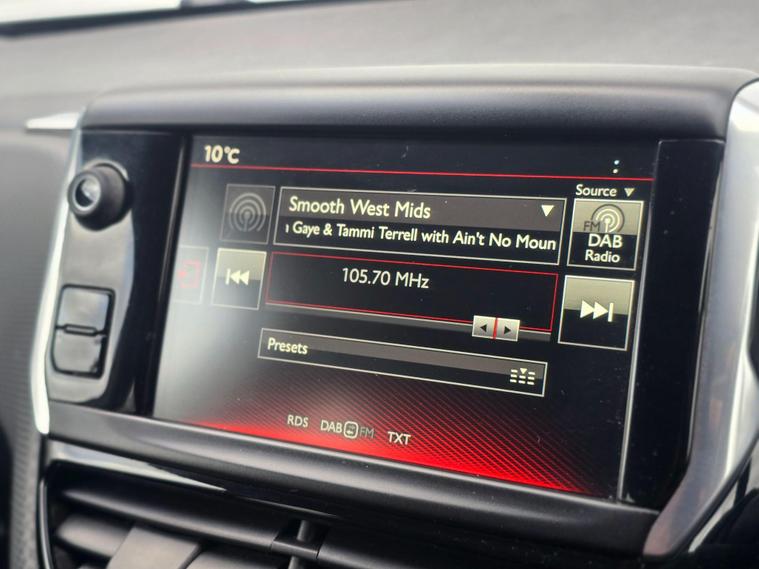 10°C
Source
Smooth West Mids
Gaye & Tammi Terrell with Ain't No Moun
FM
DAB
Radio
105.70 MHz
Presets
RDS DAB FM TXT